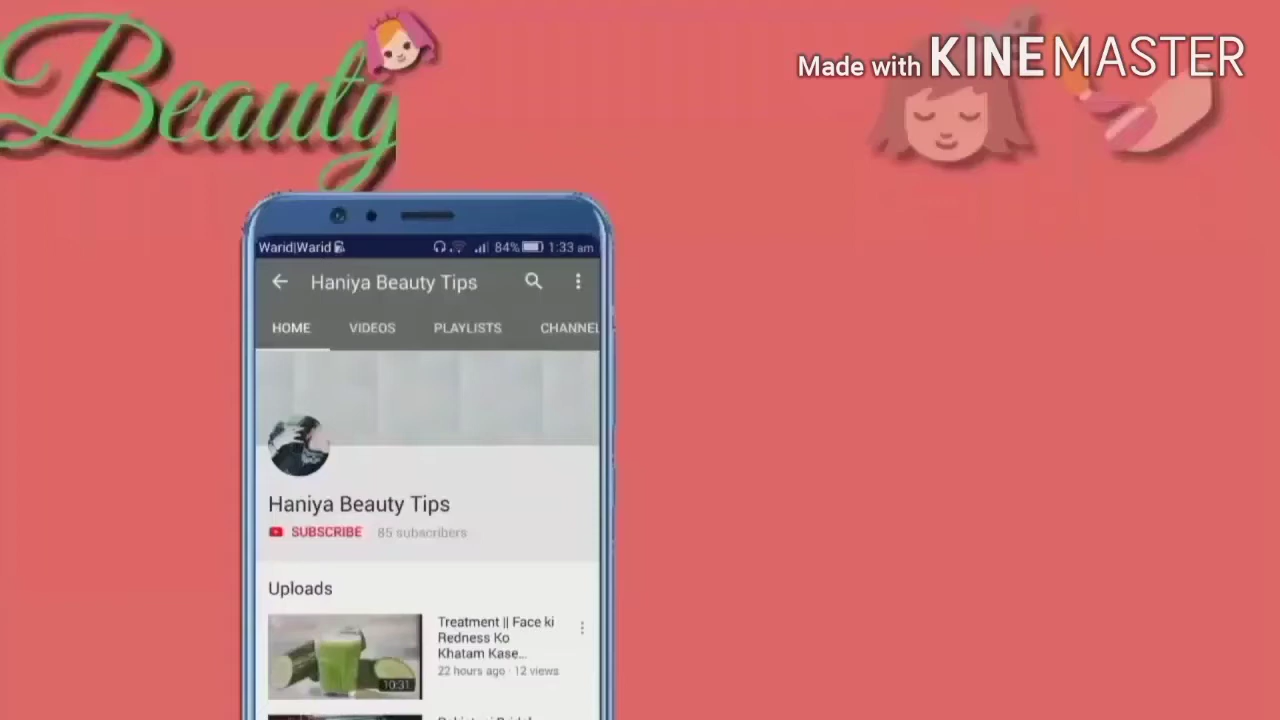 Beauty
Made with KINEMASTER
Warid|Warid 84% 1:33 am
Haniya Beauty Tips
HOME VIDEOS PLAYLISTS CHANNEL
Haniya Beauty Tips
SUBSCRIBE 85 subscribers
Uploads
Treatment || Face ki
Redness Ko
Khatam Kase...
22 hours ago · 12 views
10:31